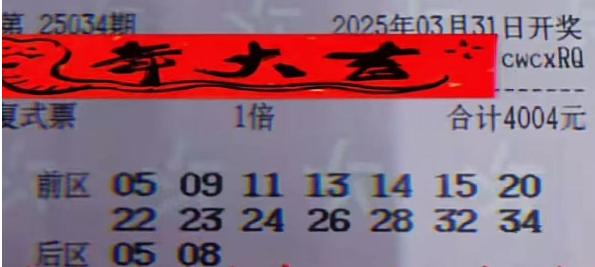 第 25034期 2025年03月31日开奖
年大吉 cwcxRQ
复式票 1倍 合计4004元
前区 05 09 11 13 14 15 20
22 23 24 26 28 32 34
后区 05 08